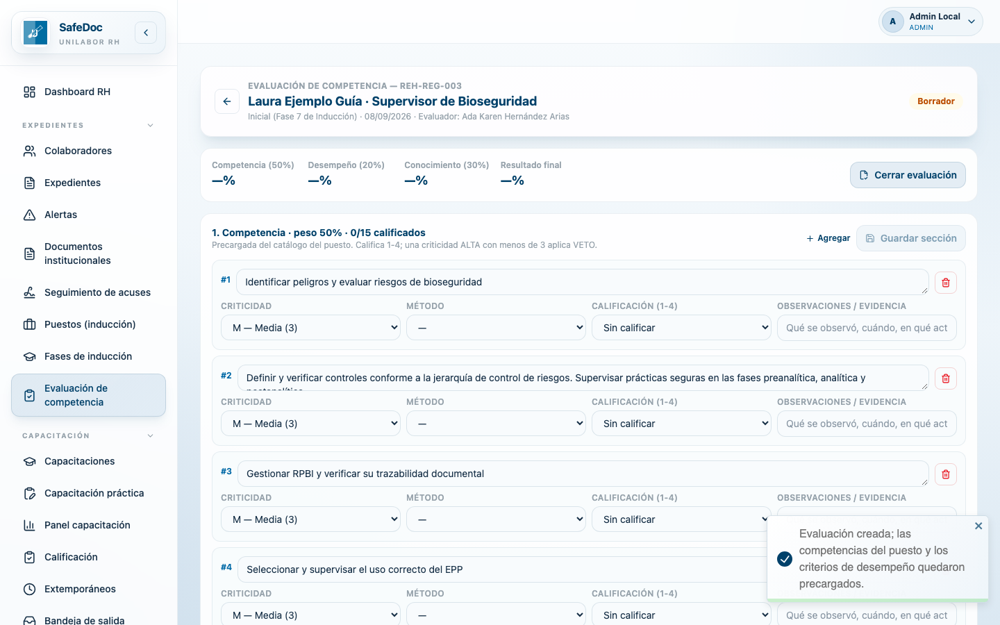 SafeDoc
UNILABOR RH
Dashboard RH
EXPEDIENTES
Colaboradores
Expedientes
Alertas
Documentos
institucionales
Seguimiento de acuses
Puestos (inducción)
Fases de inducción
Evaluación de
competencia
CAPACITACIÓN
Capacitaciones
Capacitación práctica
Panel capacitación
Calificación
Extemporáneos
Bandeja de salida
A
Admin Local
ADMIN
EVALUACIÓN DE COMPETENCIA — REH-REG-003
Laura Ejemplo Guía · Supervisor de Bioseguridad
Inicial (Fase 7 de Inducción) · 08/09/2026 · Evaluador: Ada Karen Hernández Arias
Borrador
Competencia (50%) Desempeño (20%) Conocimiento (30%) Resultado final
—% —% —% —%
Cerrar evaluación
1. Competencia · peso 50% · 0/15 calificados
Precargada del catálogo del puesto. Califica 1-4; una criticidad ALTA con menos de 3 aplica VETO.
+ Agregar
Guardar sección
#1 Identificar peligros y evaluar riesgos de bioseguridad
CRITICIDAD MÉTODO CALIFICACIÓN (1-4) OBSERVACIONES / EVIDENCIA
M — Media (3) — Sin calificar Qué se observó, cuándo, en qué act
#2 Definir y verificar controles conforme a la jerarquía de control de riesgos. Supervisar prácticas seguras en las fases preanalítica, analítica y
CRITICIDAD MÉTODO CALIFICACIÓN (1-4) OBSERVACIONES / EVIDENCIA
M — Media (3) — Sin calificar Qué se observó, cuándo, en qué act
#3 Gestionar RPBI y verificar su trazabilidad documental
CRITICIDAD MÉTODO CALIFICACIÓN (1-4) OBSERVACIONES / EVIDENCIA
M — Media (3) — Sin calificar
#4 Seleccionar y supervisar el uso correcto del EPP
CRITICIDAD MÉTODO CALIFICACIÓN (1-4)
M — Media (3) — Sin calificar Qué se observó, cuándo, en qué act
Evaluación creada; las
competencias del puesto y los
criterios de desempeño quedaron
precargados.